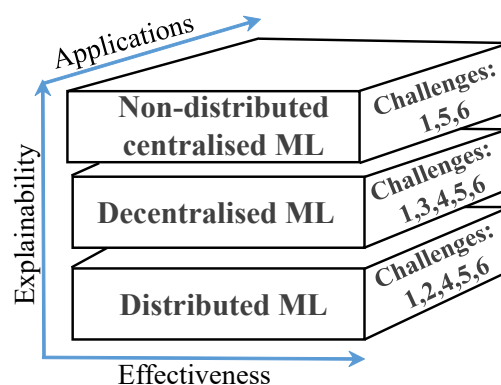 Applications
Non-distributed
centralised ML
Challenges:
1,5,6
Decentralised ML
Challenges:
1,3,4,5,6
Distributed ML
Challenges:
1,2,4,5,6
Explainability
Effectiveness